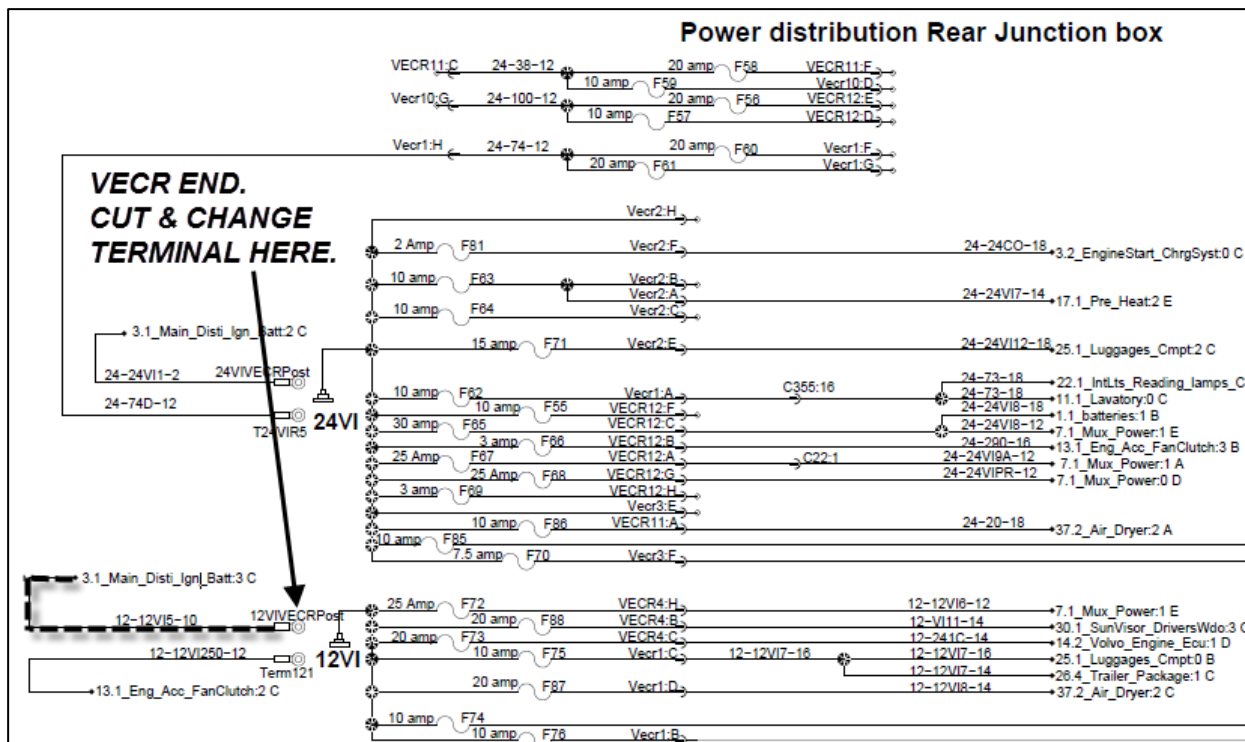 Power distribution Rear Junction box
VECR11:C 24-38-12 20 amp F58 VECR11:F
10 amp F59 Vecr10:D
Vecr10:G 24-100-12 20 amp F56 VECR12:E
10 amp F57 VECR12:D
Vecr1:H 24-74-12 20 amp F60 Vecr1:F
20 amp F61 Vecr1:G
VECR END.
CUT & CHANGE
TERMINAL HERE.
Vecr2:H
2 Amp F81 Vecr2:F 24-24CO-18 3.2_EngineStart_ChrgSyst:0 C
10 amp F63 Vecr2:B
Vecr2:A 24-24VI7-14 17.1_Pre_Heat:2 E
10 amp F64 Vecr2:C
3.1_Main_Disti_Ign_Batt:2 C
15 amp F71 Vecr2:E 24-24VI12-18 25.1_Luggages_Cmpt:2 C
24-24VI1-2 24VIVECRPost
24-74D-12 T24VIR5 24VI
10 amp F62 Vecr1:A C355:16 24-73-18 22.1_IntLts_Reading_lamps_C
24-73-18 11.1_Lavatory:0 C
10 amp F55 VECR12:F 24-24VI8-18 1.1_batteries:1 B
30 amp F65 VECR12:C 24-24VI8-12 7.1_Mux_Power:1 E
3 amp F66 VECR12:B 24-290-16 13.1_Eng_Acc_FanClutch:3 B
25 Amp F67 VECR12:A C22:1 24-24VI9A-12 7.1_Mux_Power:1 A
25 Amp F68 VECR12:G 24-24VIPR-12 7.1_Mux_Power:0 D
3 amp F69 VECR12:H
Vecr3:E
10 amp F86 VECR11:A 24-20-18 37.2_Air_Dryer:2 A
10 amp F85
7.5 amp F70 Vecr3:F
3.1_Main_Disti_Ign_Batt:3 C
12-12VI5-10 12VIVECRPost
12-12VI250-12 Term121 12VI
13.1_Eng_Acc_FanClutch:2 C
25 Amp F72 VECR4:H 12-12VI6-12 7.1_Mux_Power:1 E
20 amp F88 VECR4:B 12-VI11-14 30.1_SunVisor_DriversWdo:3 C
20 amp F73 VECR4:C 12-241C-14 14.2_Volvo_Engine_Ecu:1 D
10 amp F75 Vecr1:C 12-12VI7-16 12-12VI7-16 25.1_Luggages_Cmpt:0 B
12-12VI7-14 26.4_Trailer_Package:1 C
20 amp F87 Vecr1:D 12-12VI8-14 37.2_Air_Dryer:2 C
10 amp F74
10 amp F76 Vecr1:B